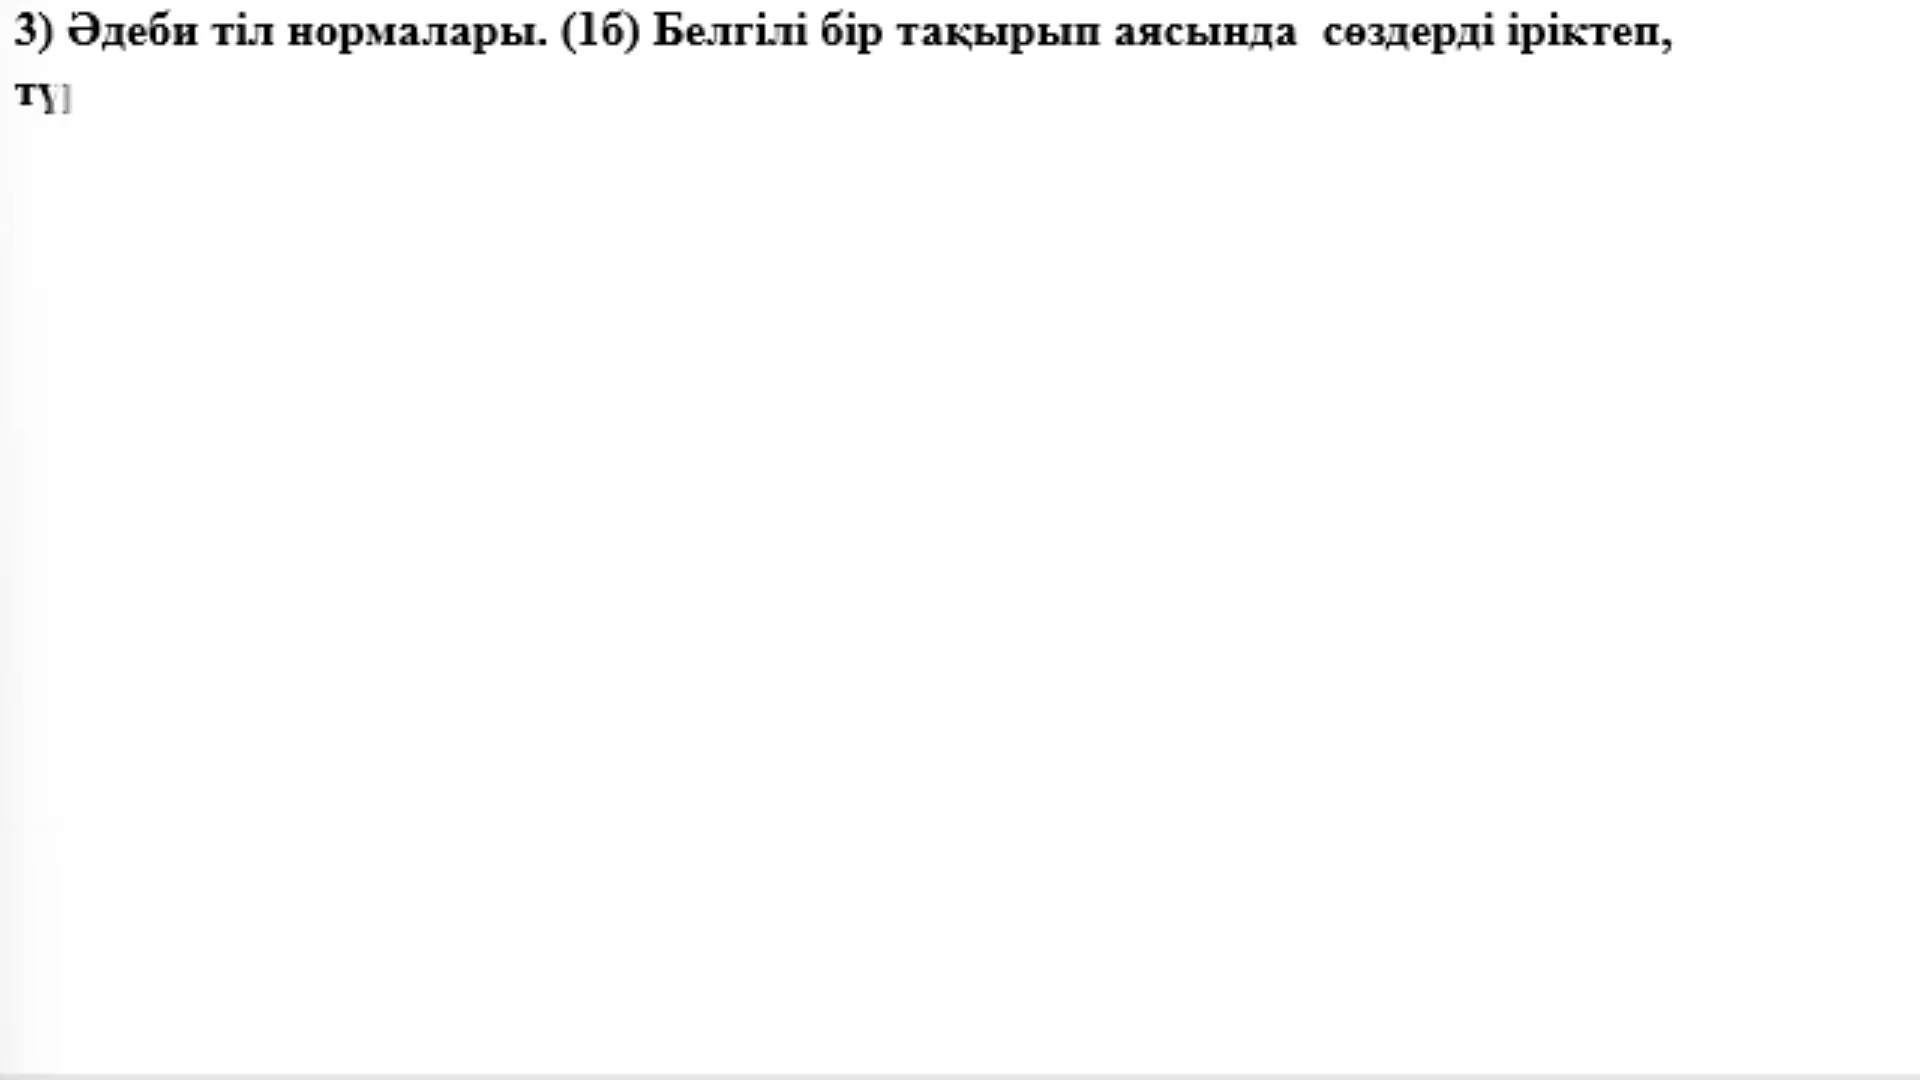 3) Әдеби тіл нормалары. (1б) Белгілі бір тақырып аясында  сөздерді іріктеп,